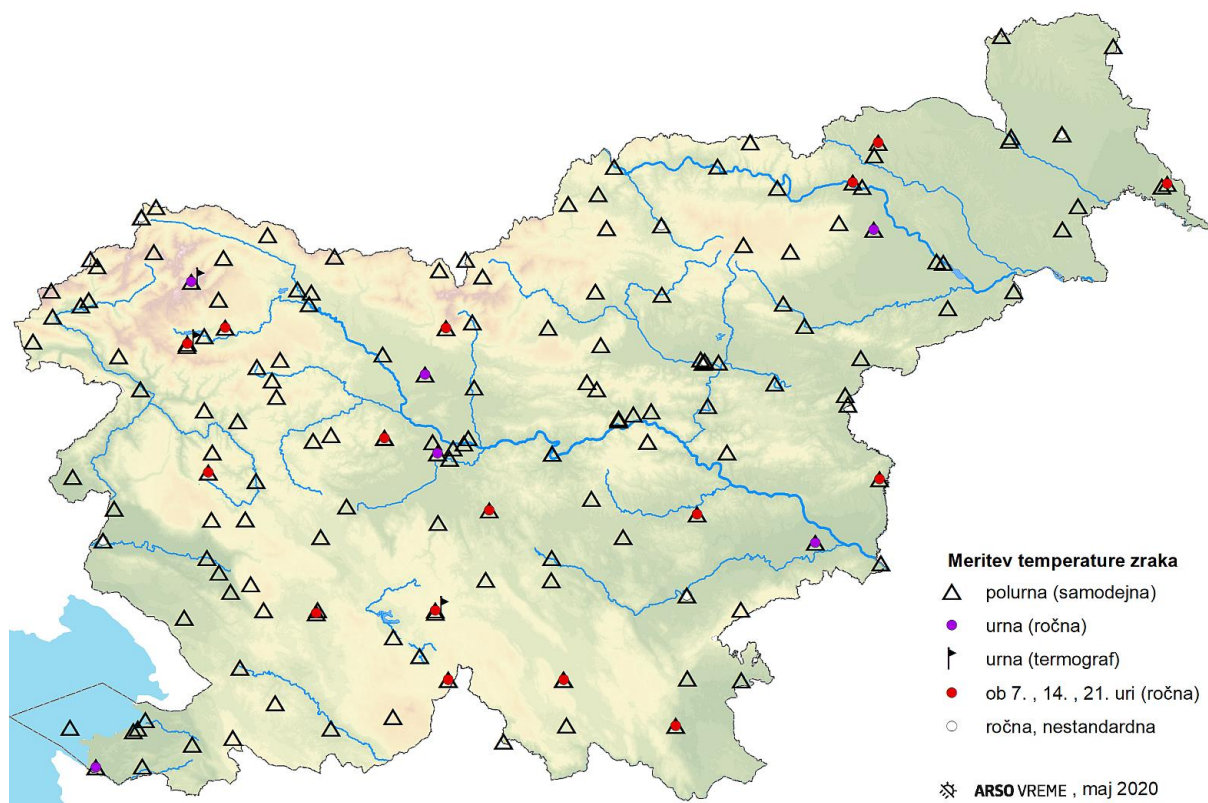 Meritev temperature zraka
polurna (samodejna)
urna (ročna)
urna (termograf)
ob 7. , 14. , 21. uri (ročna)
ročna, nestandardna
ARSO VREME , maj 2020